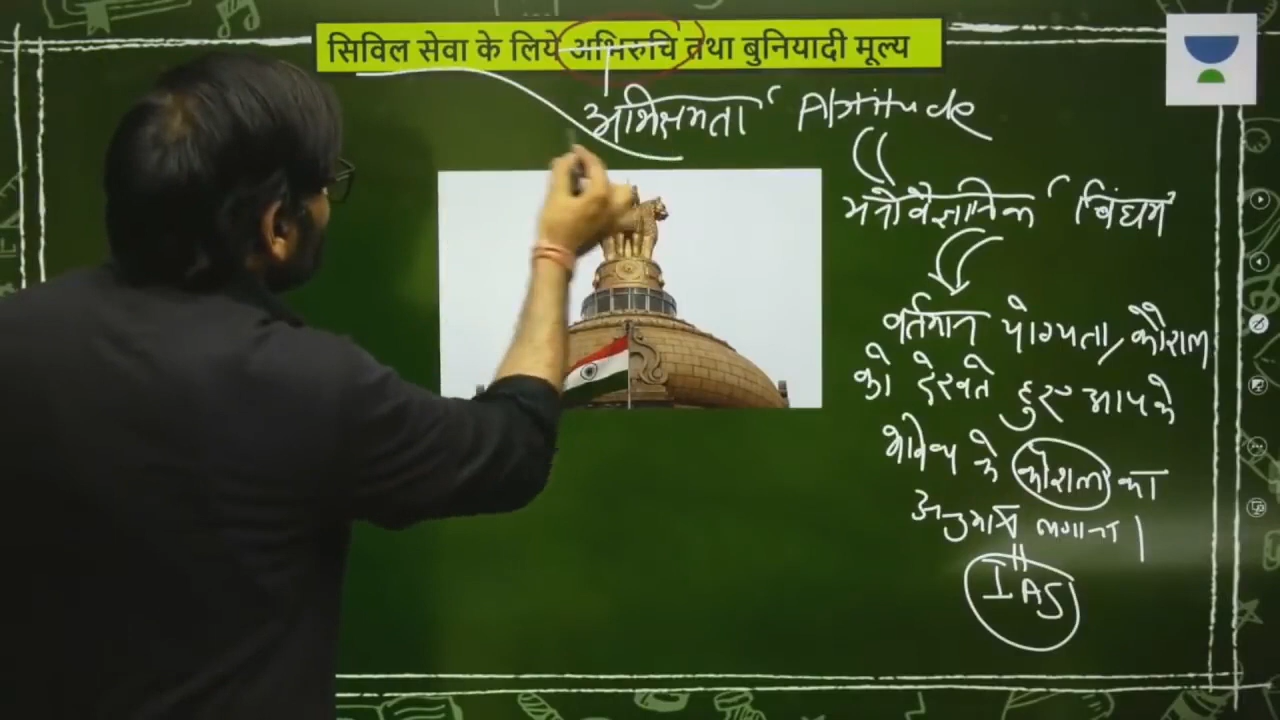 सिविल सेवा के लिये अभिरुचि तथा बुनियादी मूल्य
अभिक्षमता Aptitude
मनोवैज्ञानिक
वर्तमान योग्यता, कौशल
को देखते हुए आपके
भविष्य के कौशल का
अनुमान लगाना।
IAS